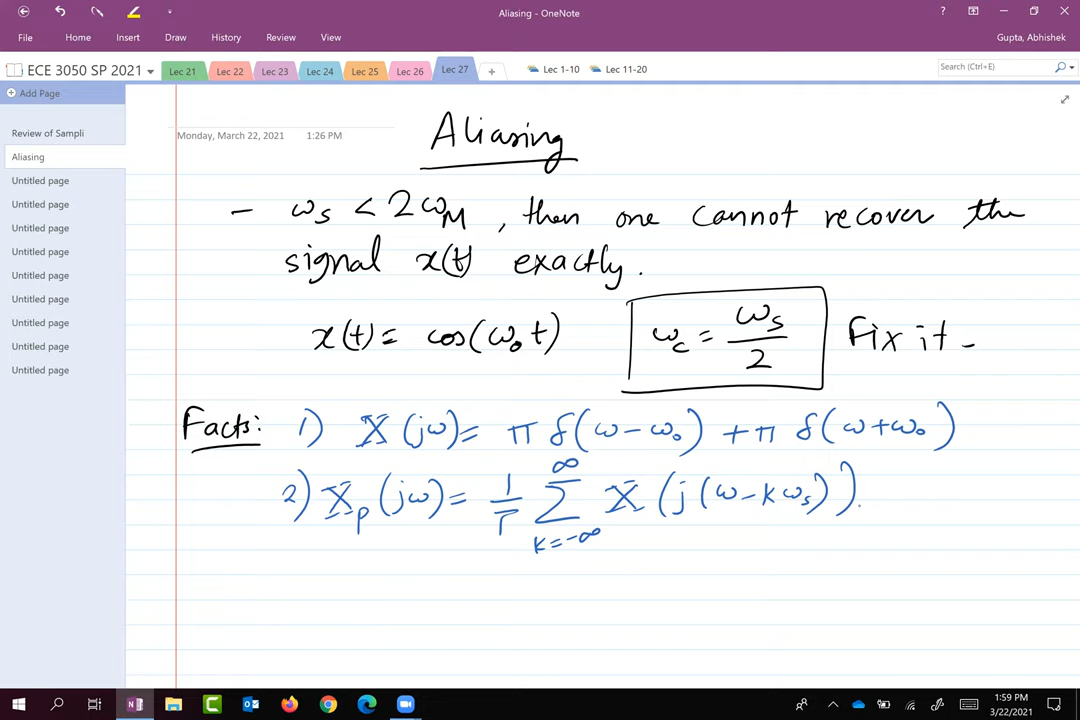 Aliasing - OneNote
Gupta, Abhishek
File Home Insert Draw History Review View
ECE 3050 SP 2021 Lec 21 Lec 22 Lec 23 Lec 24 Lec 25 Lec 26 Lec 27 + Lec 1-10 Lec 11-20 Search (Ctrl+E)
Add Page
Review of Sampli
Aliasing
Untitled page
Untitled page
Untitled page
Untitled page
Untitled page
Untitled page
Untitled page
Untitled page
Untitled page
Monday, March 22, 2021 1:26 PM
Aliasing
- ωs < 2ωM, then one cannot recover the
signal x(t) exactly.
x(t) = cos(ω₀t) ωc = ωs/2 Fix it -
Facts: 1) X(jω) = π δ(ω-ω₀) + π δ(ω+ω₀)
2) Xp(jω) = 1/T ∑ k=-∞ ∞ X(j(ω-kωs)).
1:59 PM
3/22/2021